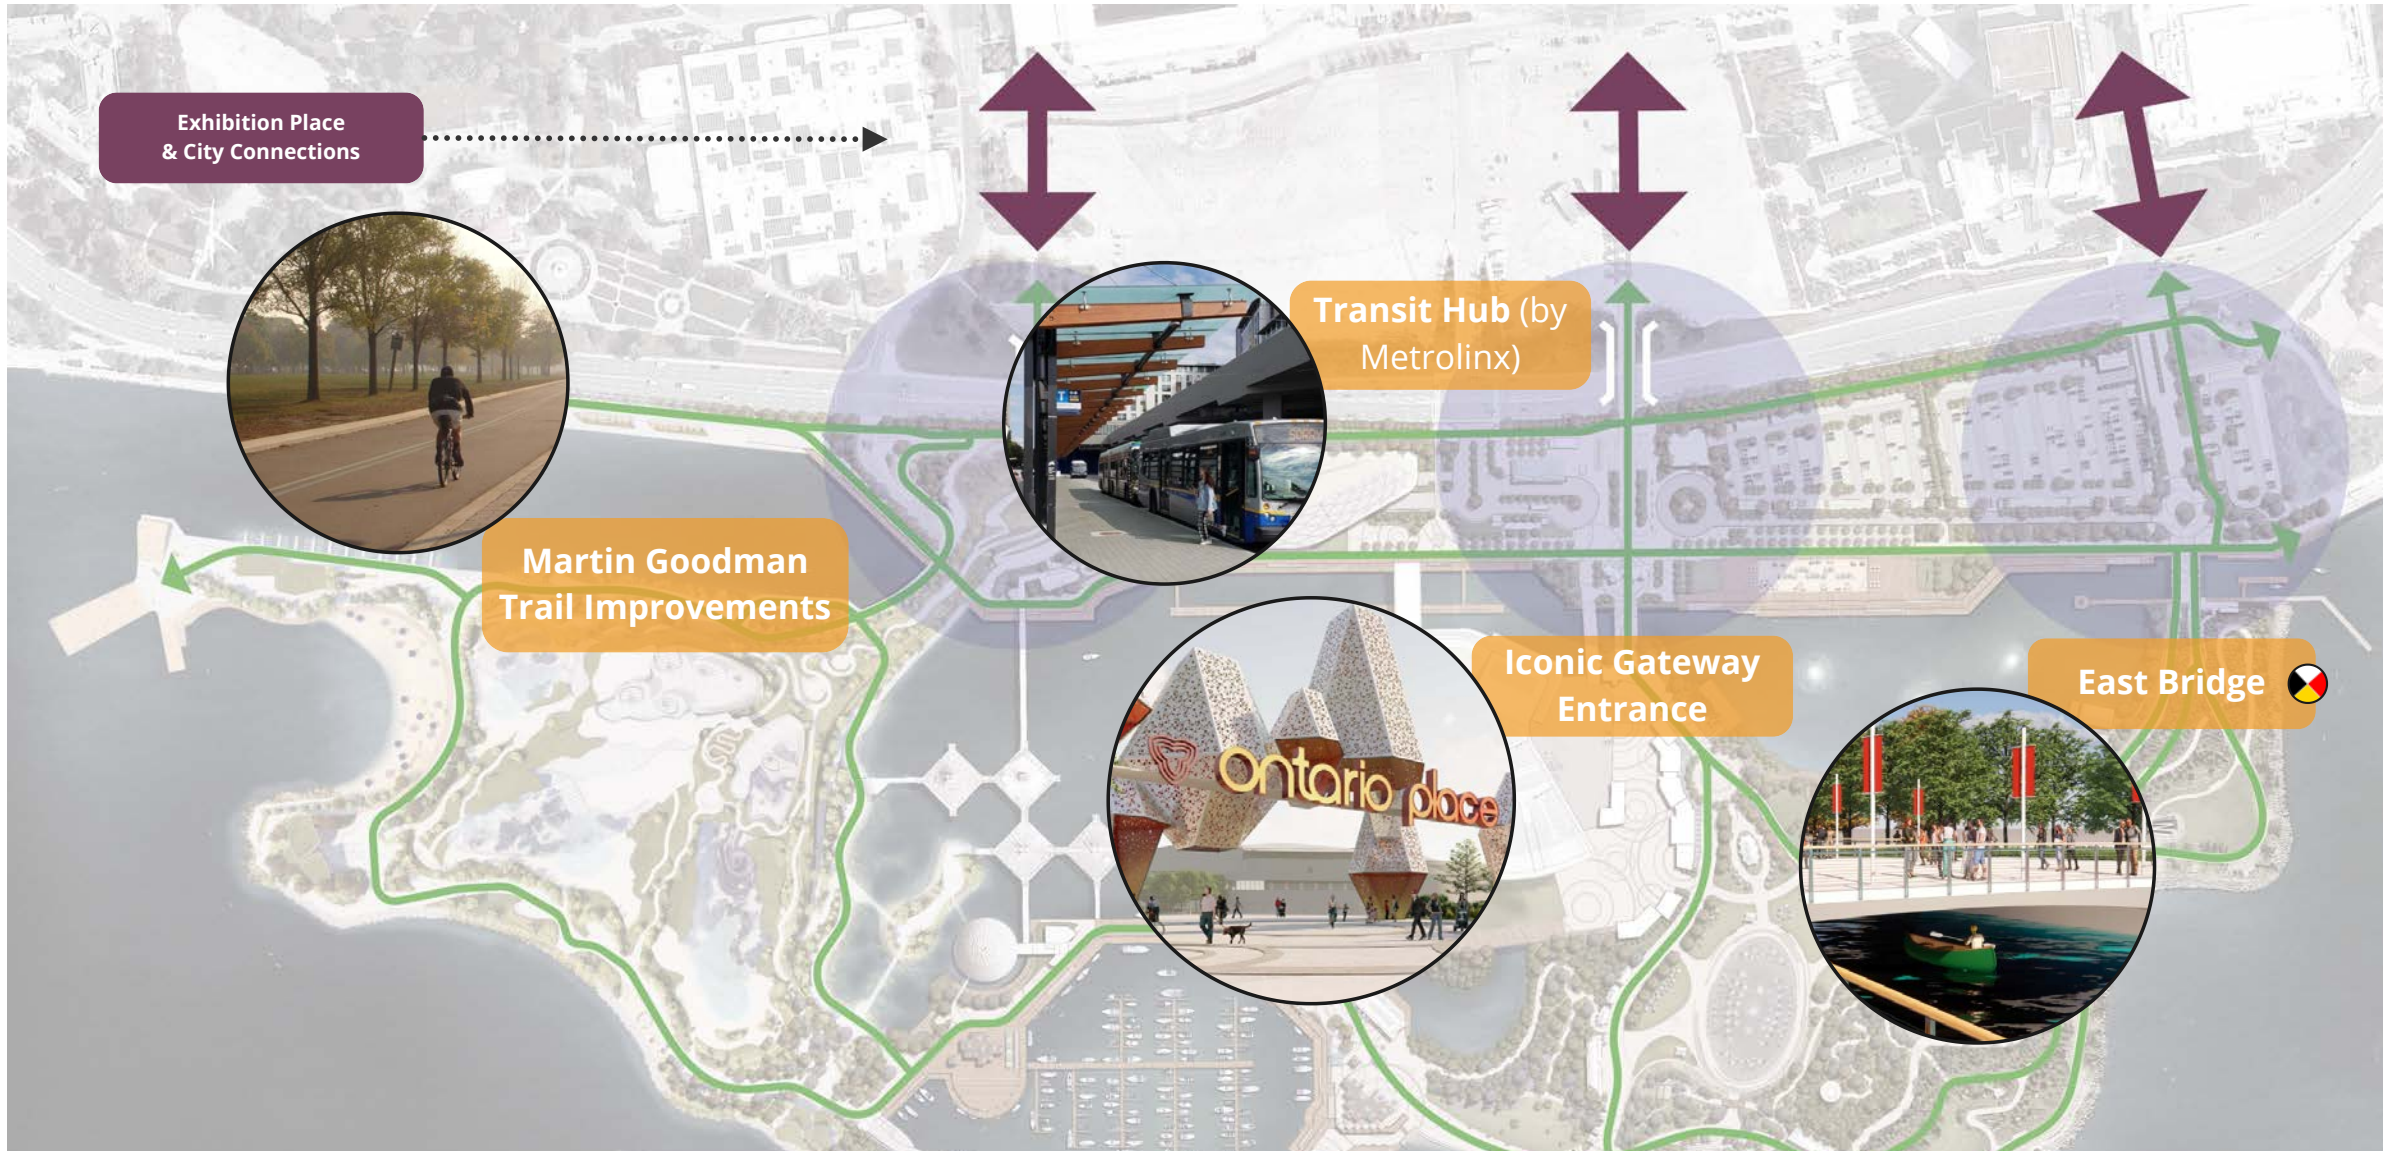 Exhibition Place
& City Connections
Transit Hub (by
Metrolinx)
Martin Goodman
Trail Improvements
Iconic Gateway
Entrance
East Bridge
ontario place